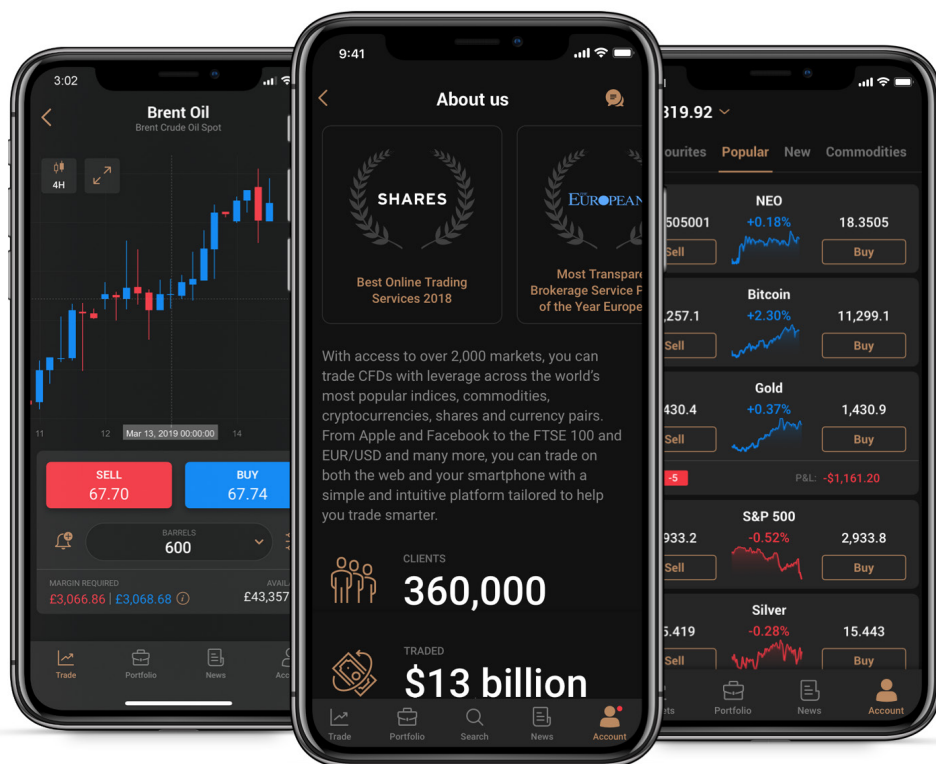 3:02
Brent Oil
Brent Crude Oil Spot
4H
11
12
Mar 13, 2019 00:00:00
14
SELL
67.70
BUY
67.74
BARRELS
600
MARGIN REQUIRED
£3,066.86 | £3,068.68
£43,357
Trade
Portfolio
News
9:41
About us
SHARES
Best Online Trading
Services 2018
THE
EUROPEAN
Most Transpare
Brokerage Service P
of the Year Europe
With access to over 2,000 markets, you can
trade CFDs with leverage across the world's
most popular indices, commodities,
cryptocurrencies, shares and currency pairs.
From Apple and Facebook to the FTSE 100 and
EUR/USD and many more, you can trade on
both the web and your smartphone with a
simple and intuitive platform tailored to help
you trade smarter.
CLIENTS
360,000
TRADED
$13 billion
Trade
Portfolio
Search
News
Account
319.92
ourites Popular New Commodities
NEO
505001 +0.18% 18.3505
Sell Buy
Bitcoin
,257.1 +2.30% 11,299.1
Sell Buy
Gold
430.4 +0.37% 1,430.9
Sell Buy
-5 P&L: -$1,161.20
S&P 500
933.2 -0.52% 2,933.8
Sell Buy
Silver
5.419 -0.28% 15.443
Sell Buy
Portfolio
News
Account